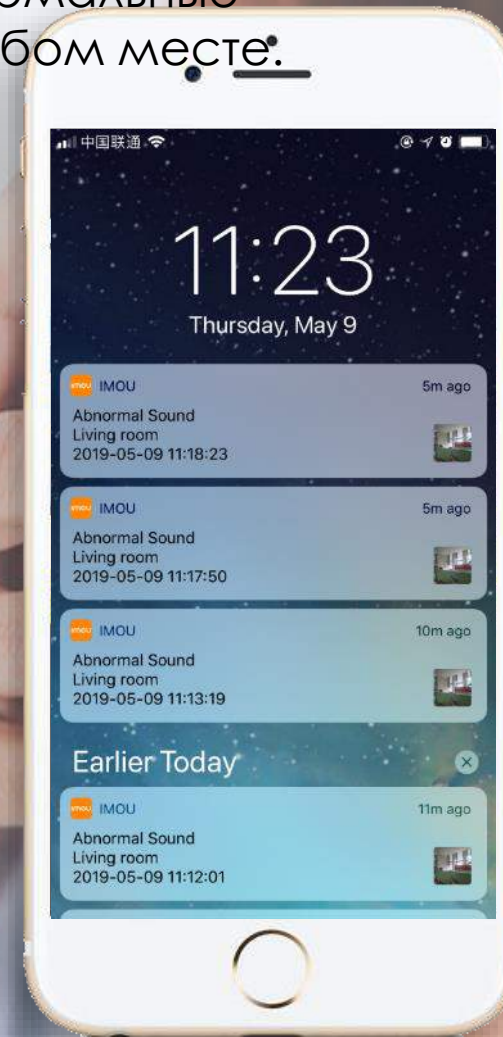 бом месте.
中国联通
11:23
Thursday, May 9
IMOU
5m ago
Abnormal Sound
Living room
2019-05-09 11:18:23
IMOU
5m ago
Abnormal Sound
Living room
2019-05-09 11:17:50
IMOU
10m ago
Abnormal Sound
Living room
2019-05-09 11:13:19
Earlier Today
IMOU
11m ago
Abnormal Sound
Living room
2019-05-09 11:12:01